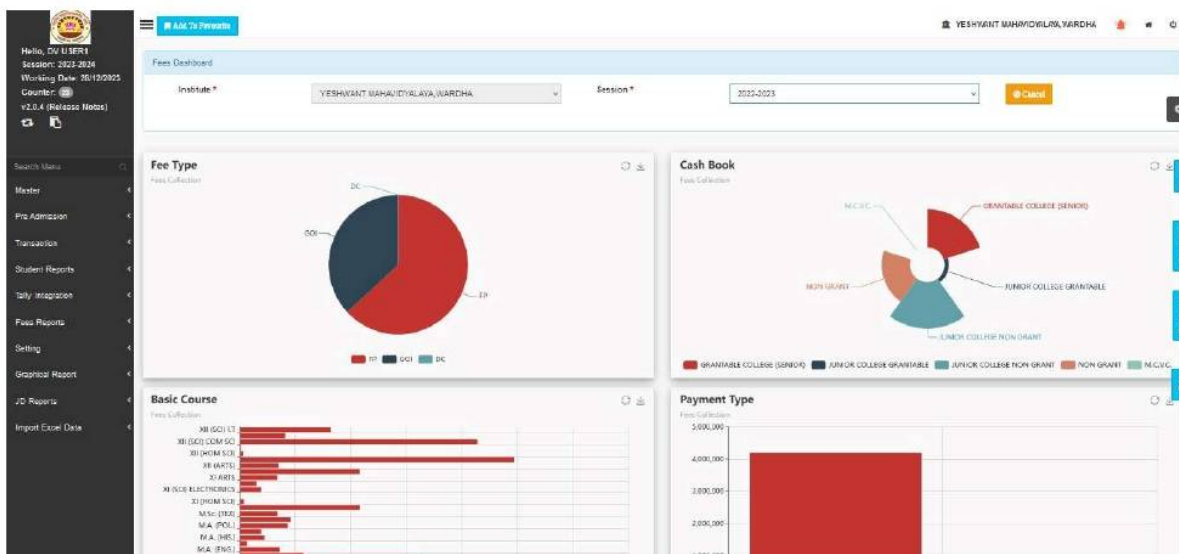 Add To Favourite
YESHWANT MAHAVIDYALAYA, WARDHA
Hello, DV USER1
Session: 2023-2024
Working Date: 28/12/2023
Counter: 23
v2.0.4 (Release Notes)
Search Menu
Master
Pre Admission
Transaction
Student Reports
Tally Integration
Fees Reports
Setting
Graphical Report
JD Reports
Import Excel Data
Fees Dashboard
Institute *
YESHWANT MAHAVIDYALAYA, WARDHA
Session *
2022-2023
Cancel
Fee Type
Fees Collection
DC
GOI
FP
FP GOI DC
Cash Book
Fees Collection
M.C.V.C.
GRANTABLE COLLEGE (SENIOR)
NON GRANT
JUNIOR COLLEGE GRANTABLE
JUNIOR COLLEGE NON GRANT
GRANTABLE COLLEGE (SENIOR) JUNIOR COLLEGE GRANTABLE JUNIOR COLLEGE NON GRANT NON GRANT M.C.V.C.
Basic Course
Fees Collection
XII (SCI) I.T
XII (SCI) COM SCI
XII (HOM SCI)
XII (ARTS)
XI ARTS
XI (SCI) ELECTRONICS
XI (HOM SCI)
M.Sc. (TEX)
M.A. (POL.)
M.A. (HIS.)
M.A. (ENG.)
Payment Type
Fees Collection
5,000,000
4,000,000
3,000,000
2,000,000